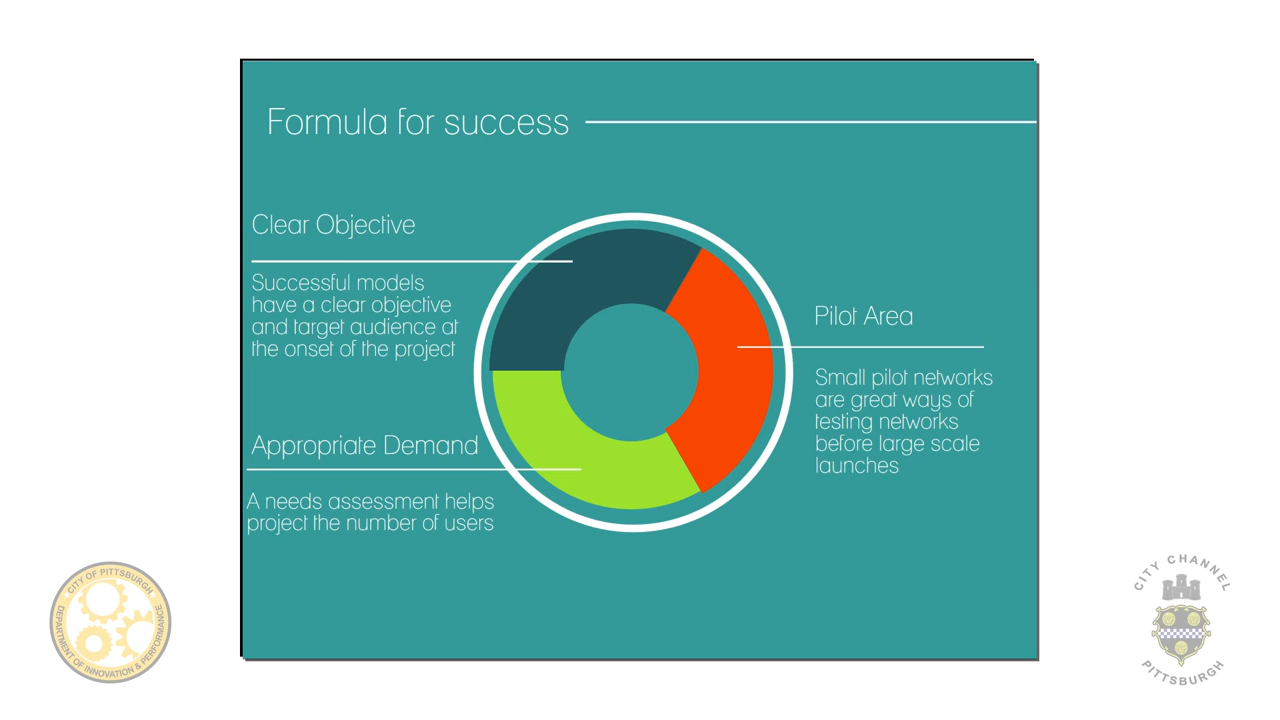 Formula for success
Clear Objective
Successful models
have a clear objective
and target audience at
the onset of the project
Appropriate Demand
A needs assessment helps
project the number of users
Pilot Area
Small pilot networks
are great ways of
testing networks
before large scale
launches
CITY OF PITTSBURGH
DEPARTMENT OF INNOVATION & PERFORMANCE
CITY CHANNEL
PITTSBURGH